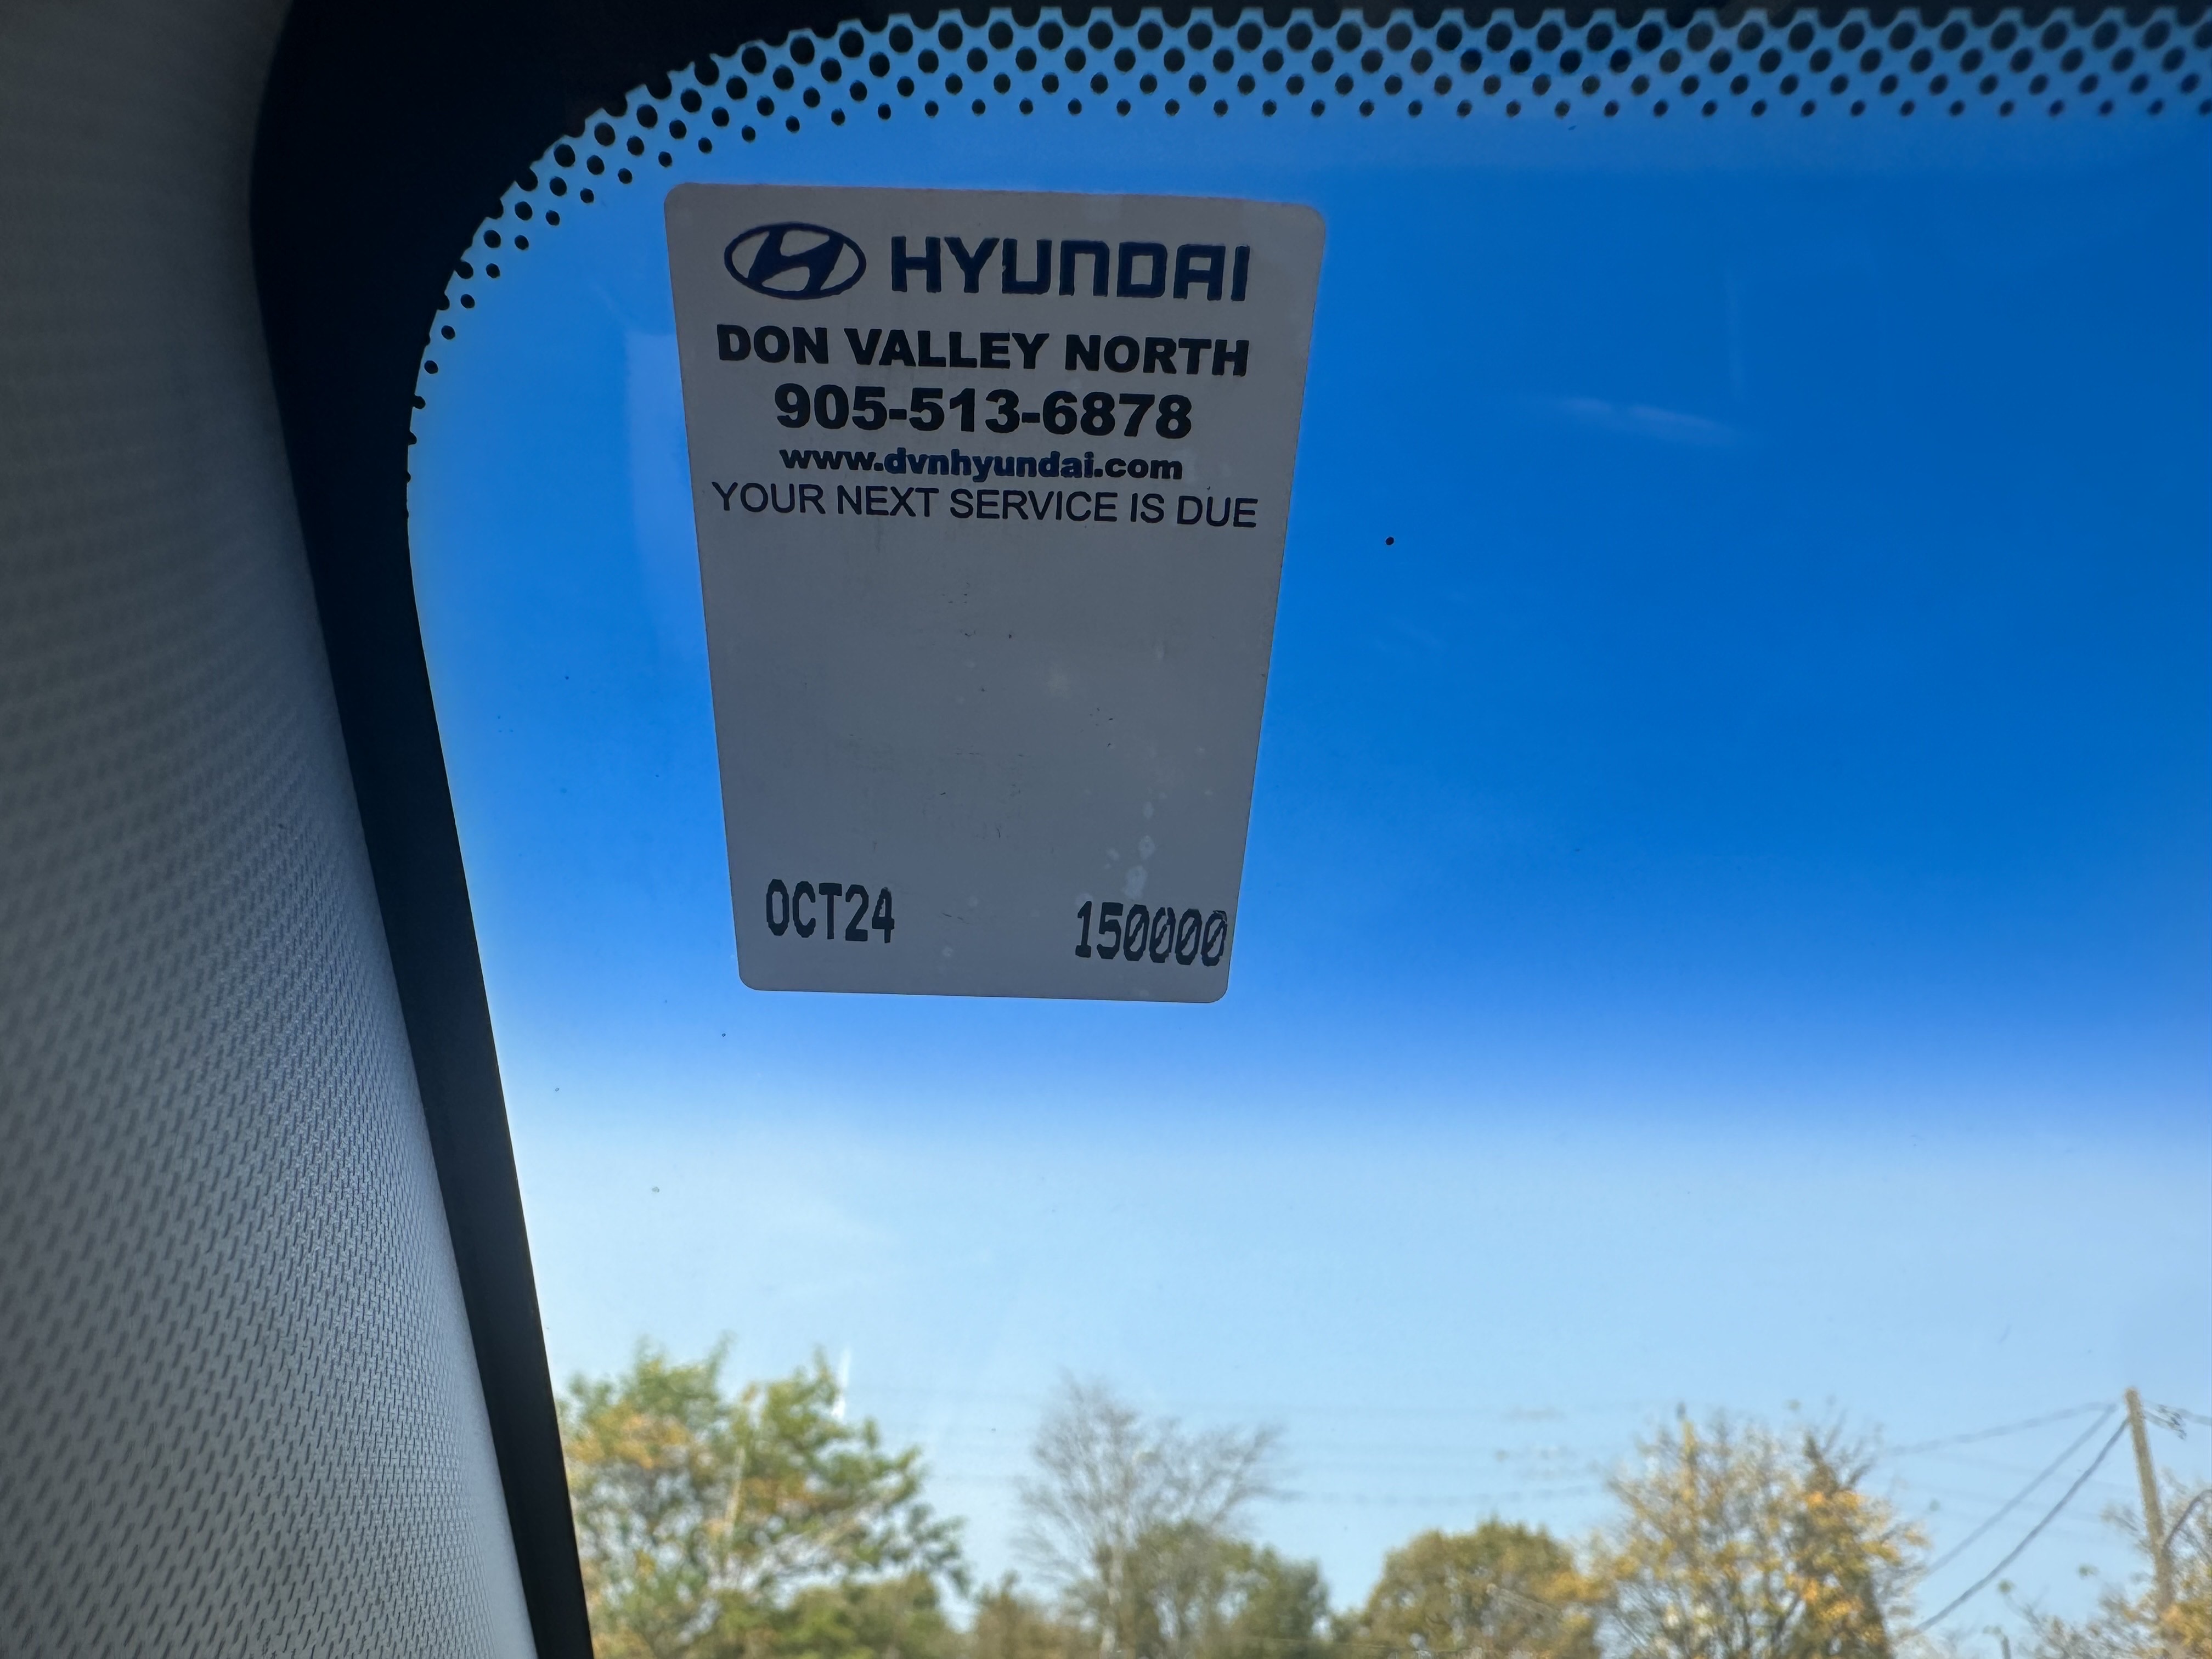 HYUNDAI
DON VALLEY NORTH
905-513-6878
www.dvnhyundai.com
YOUR NEXT SERVICE IS DUE
OCT24 150000